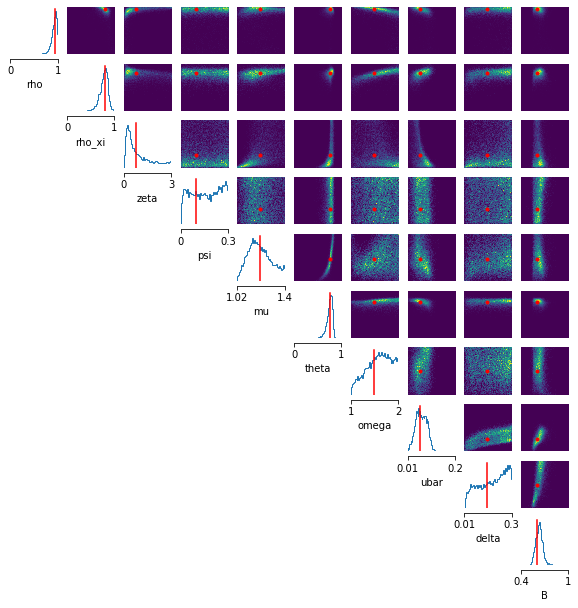 0 1
rho
0 1
rho_xi
0 3
zeta
0 0.3
psi
1.02 1.4
mu
0 1
theta
1 2
omega
0.01 0.2
ubar
0.01 0.3
delta
0.4 1
B